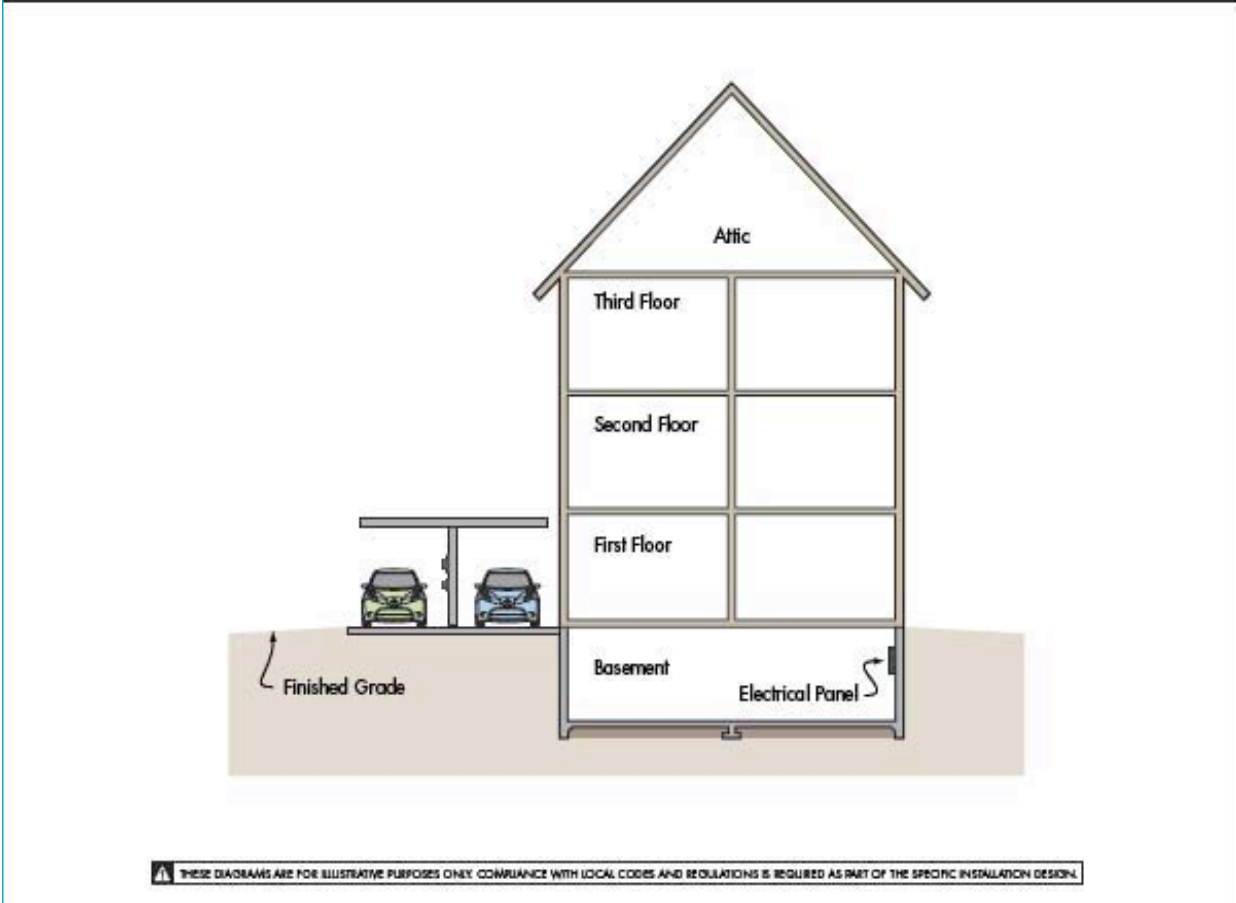 Attic
Third Floor
Second Floor
First Floor
Basement
Finished Grade
Electrical Panel
THESE DIAGRAMS ARE FOR ILLUSTRATIVE PURPOSES ONLY. COMPLIANCE WITH LOCAL CODES AND REGULATIONS IS REQUIRED AS PART OF THE SPECIFIC INSTALLATION DESIGN.